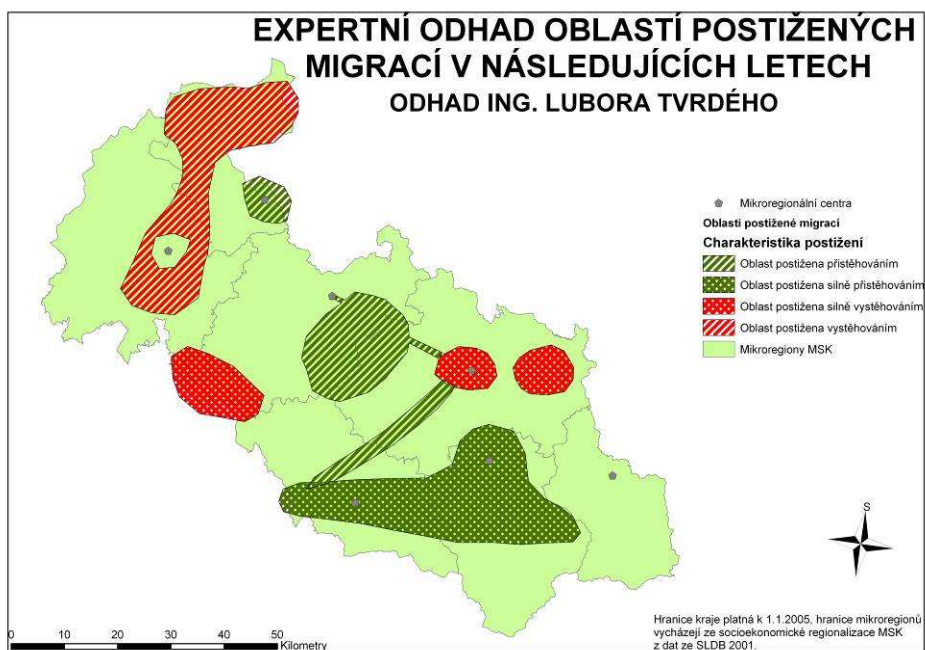 EXPERTNÍ ODHAD OBLASTÍ POSTIŽENÝCH
MIGRACÍ V NÁSLEDUJÍCÍCH LETECH
ODHAD ING. LUBORA TVRDÉHO
Mikroregionální centra
Oblasti postižené migrací
Charakteristika postižení
Oblast postižena přistěhováním
Oblast postižena silně přistěhováním
Oblast postižena silně vystěhováním
Oblast postižena vystěhováním
Mikroregiony MSK
S
0 10 20 30 40 50
Kilometry
Hranice kraje platná k 1.1.2005, hranice mikroregionů
vycházejí ze socioekonomické regionalizace MSK
z dat ze SLDB 2001.